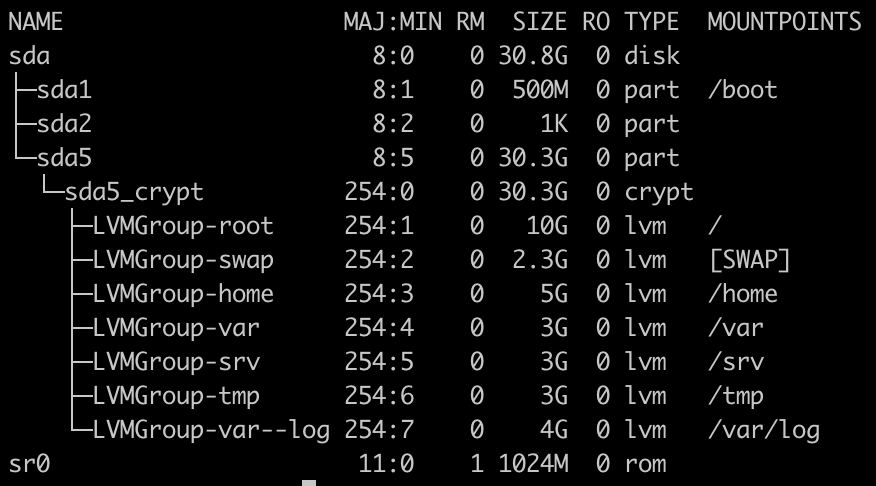 NAME MAJ:MIN RM SIZE RO TYPE MOUNTPOINTS
sda 8:0 0 30.8G 0 disk
├─sda1 8:1 0 500M 0 part /boot
├─sda2 8:2 0 1K 0 part
└─sda5 8:5 0 30.3G 0 part
└─sda5_crypt 254:0 0 30.3G 0 crypt
├─LVMGroup-root 254:1 0 10G 0 lvm /
├─LVMGroup-swap 254:2 0 2.3G 0 lvm [SWAP]
├─LVMGroup-home 254:3 0 5G 0 lvm /home
├─LVMGroup-var 254:4 0 3G 0 lvm /var
├─LVMGroup-srv 254:5 0 3G 0 lvm /srv
├─LVMGroup-tmp 254:6 0 3G 0 lvm /tmp
└─LVMGroup-var--log 254:7 0 4G 0 lvm /var/log
sr0 11:0 1 1024M 0 rom